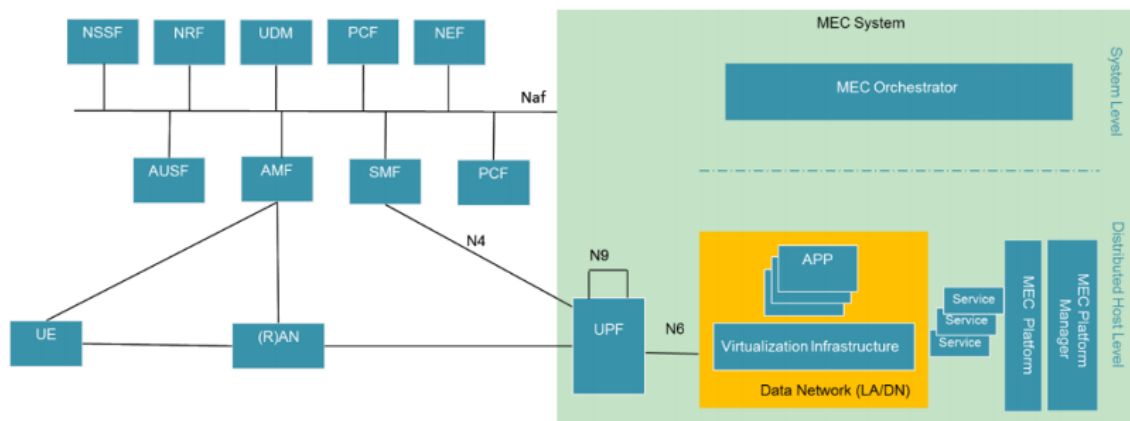 MEC System
NSSF
NRF
UDM
PCF
NEF
System Level
MEC Orchestrator
Naf
AUSF
AMF
SMF
PCF
N4
N9
APP
Distributed Host Level
MEC Platform
MEC Platform
Manager
Service
Service
Service
UE
(R)AN
UPF
N6
Virtualization Infrastructure
Data Network (LA/DN)